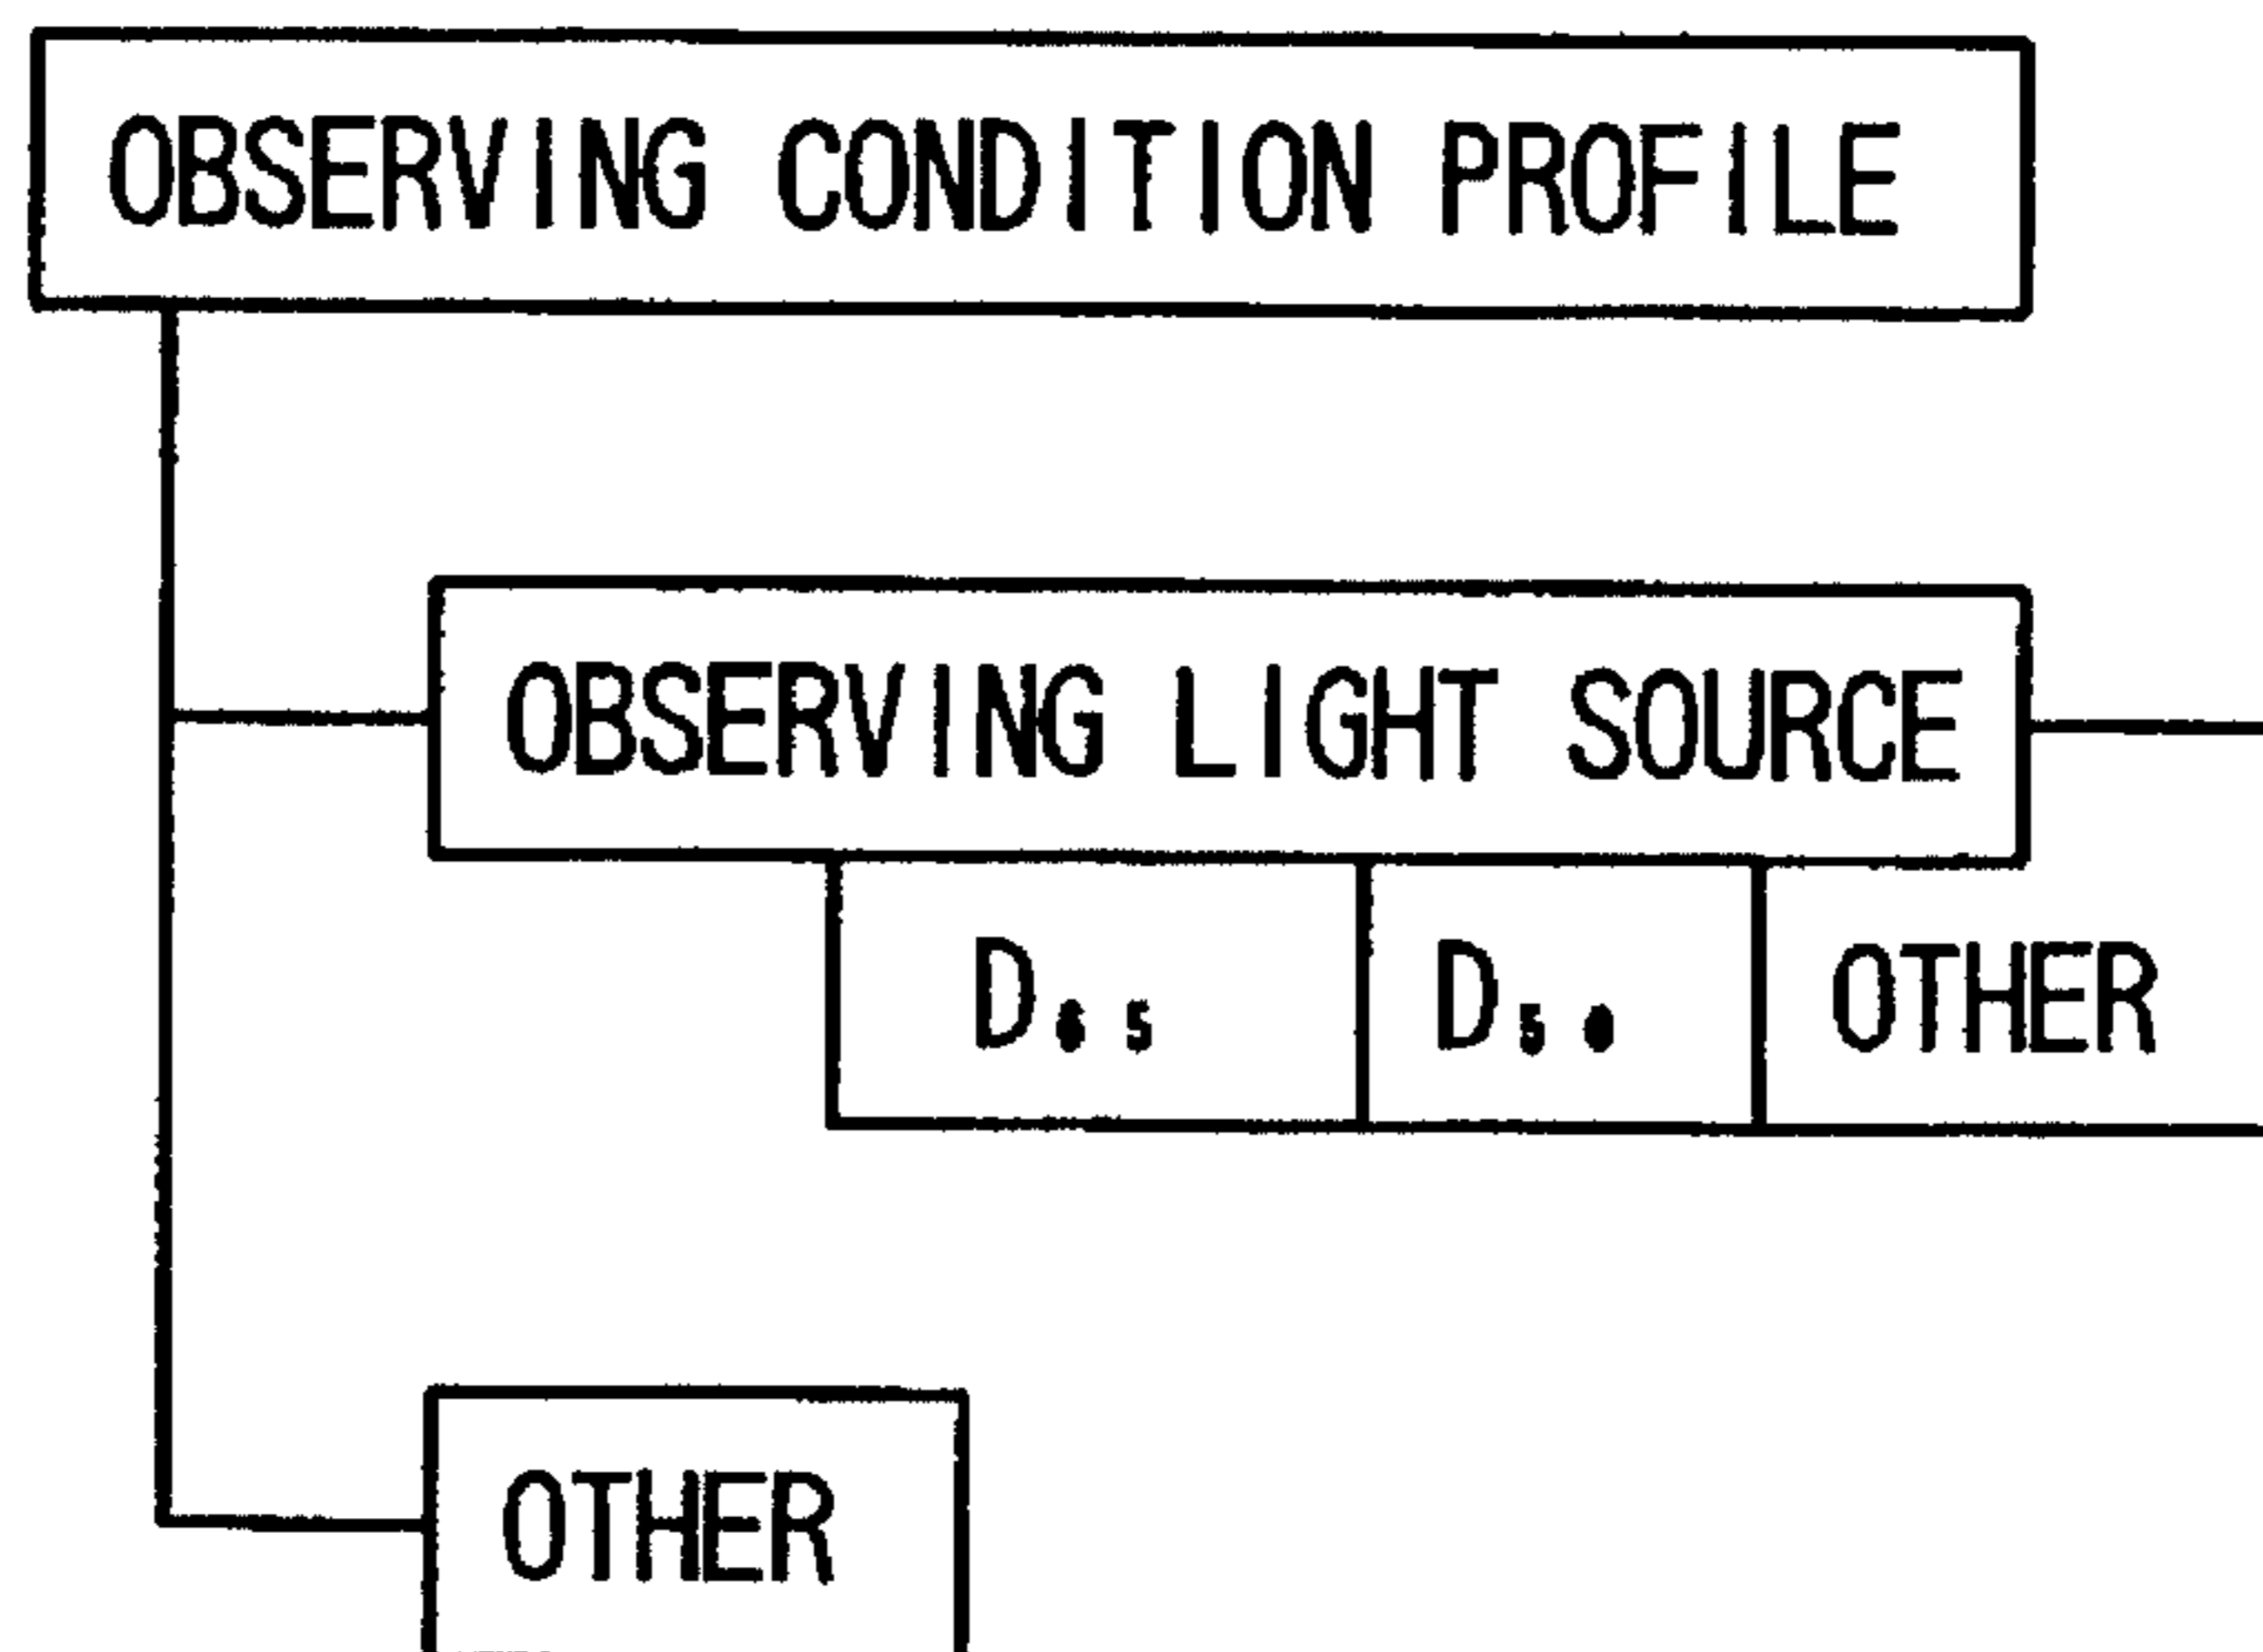 OBSERVING CONDITION PROFILE
OBSERVING LIGHT SOURCE
D₆₅ D₅₀ OTHER
OTHER